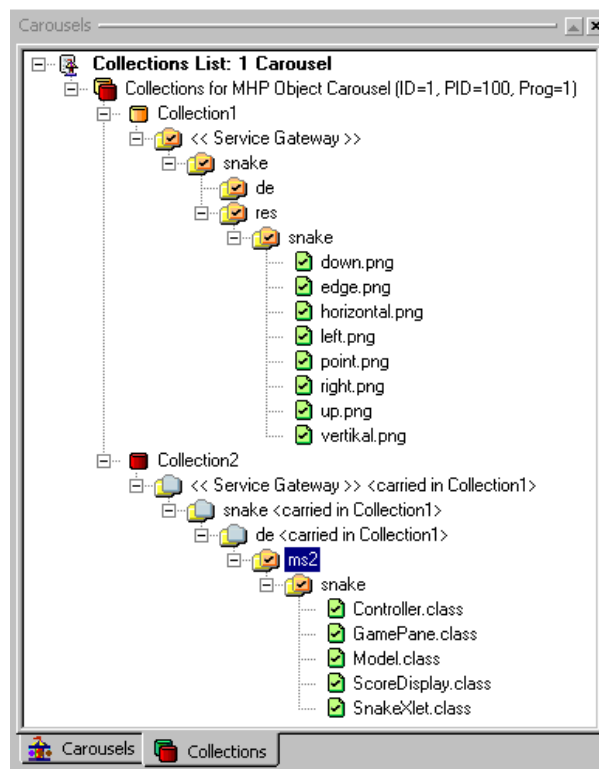 Carousels
Collections List: 1 Carousel
Collections for MHP Object Carousel (ID=1, PID=100, Prog=1)
Collection1
<< Service Gateway >>
snake
de
res
snake
down.png
edge.png
horizontal.png
left.png
point.png
right.png
up.png
vertikal.png
Collection2
<< Service Gateway >> <carried in Collection1>
snake <carried in Collection1>
de <carried in Collection1>
ms2
snake
Controller.class
GamePane.class
Model.class
ScoreDisplay.class
SnakeXlet.class
Carousels Collections